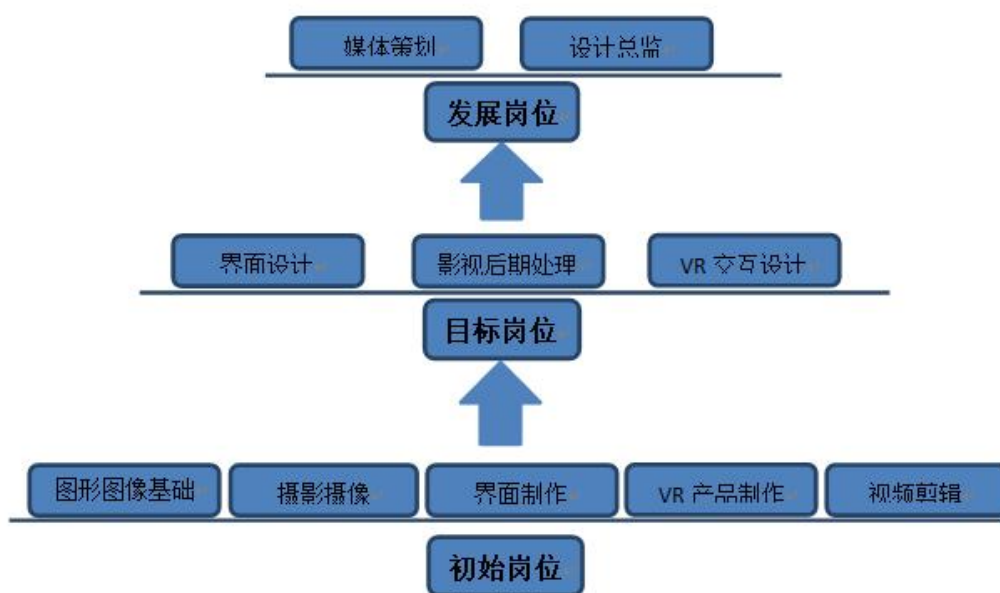 媒体策划
设计总监
发展岗位
界面设计
影视后期处理
VR 交互设计
目标岗位
图形图像基础
摄影摄像
界面制作
VR 产品制作
视频剪辑
初始岗位